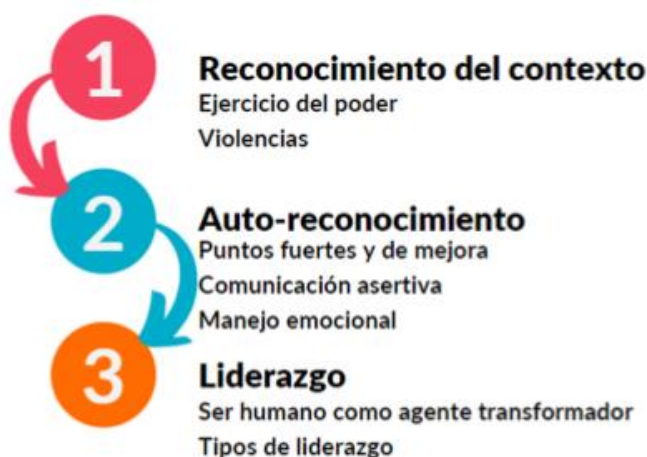 1
Reconocimiento del contexto
Ejercicio del poder
Violencias
2
Auto-reconocimiento
Puntos fuertes y de mejora
Comunicación asertiva
Manejo emocional
3
Liderazgo
Ser humano como agente transformador
Tipos de liderazgo